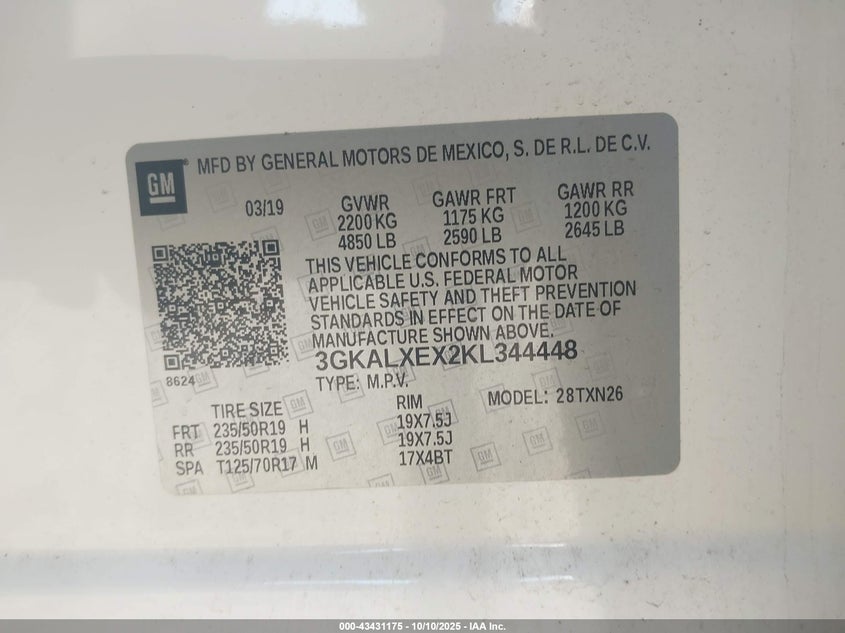 GM
MFD BY GENERAL MOTORS DE MEXICO, S. DE R.L. DE C.V.
03/19
GVWR GAWR FRT GAWR RR
2200 KG 1175 KG 1200 KG
4850 LB 2590 LB 2645 LB
THIS VEHICLE CONFORMS TO ALL
APPLICABLE U.S. FEDERAL MOTOR
VEHICLE SAFETY AND THEFT PREVENTION
STANDARDS IN EFFECT ON THE DATE OF
MANUFACTURE SHOWN ABOVE.
3GKALXEX2KL344448
8624
TYPE: M.P.V.
MODEL: 28TXN26
TIRE SIZE RIM
FRT 235/50R19 H 19X7.5J
RR 235/50R19 H 19X7.5J
SPA T125/70R17 M 17X4BT
000-43431175 - 10/10/2025 - IAA Inc.